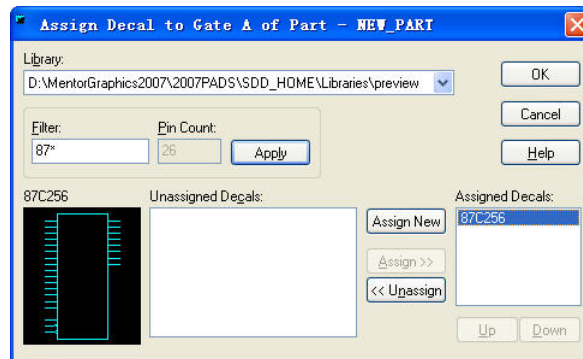 Assign Decal to Gate A of Part - NEW_PART
Library:
D:\MentorGraphics2007\2007PADS\SDD_HOME\Libraries\preview
OK
Cancel
Help
Filter:
Pin Count:
87*
26
Apply
87C256
Unassigned Decals:
Assigned Decals:
87C256
Assign New
Assign >>
<< Unassign
Up
Down